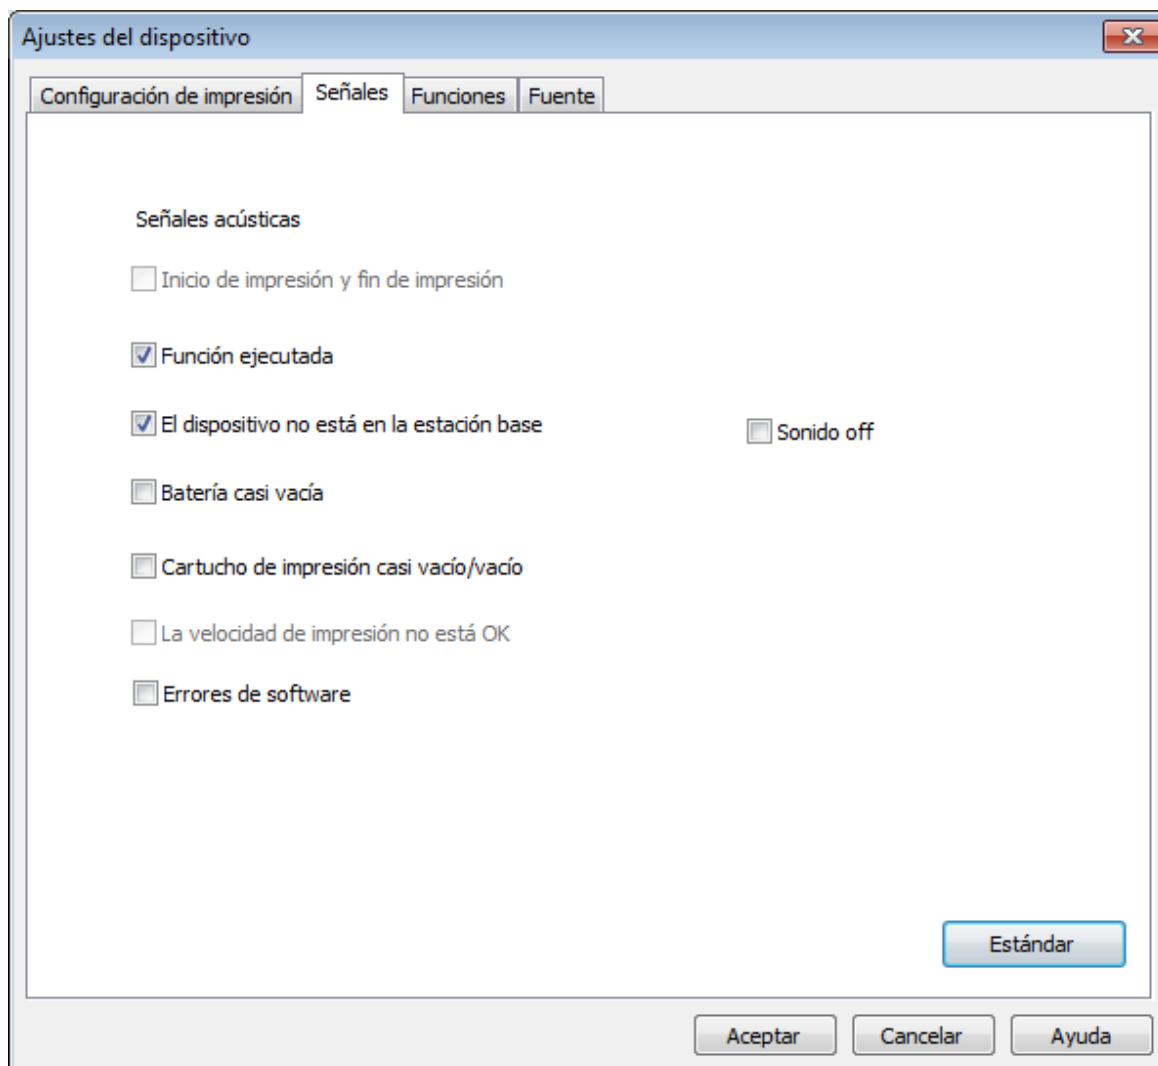 Ajustes del dispositivo
Configuración de impresión Señales Funciones Fuente
Señales acústicas
Inicio de impresión y fin de impresión
Función ejecutada
El dispositivo no está en la estación base
Sonido off
Batería casi vacía
Cartucho de impresión casi vacío/vacío
La velocidad de impresión no está OK
Errores de software
Estándar
Aceptar Cancelar Ayuda